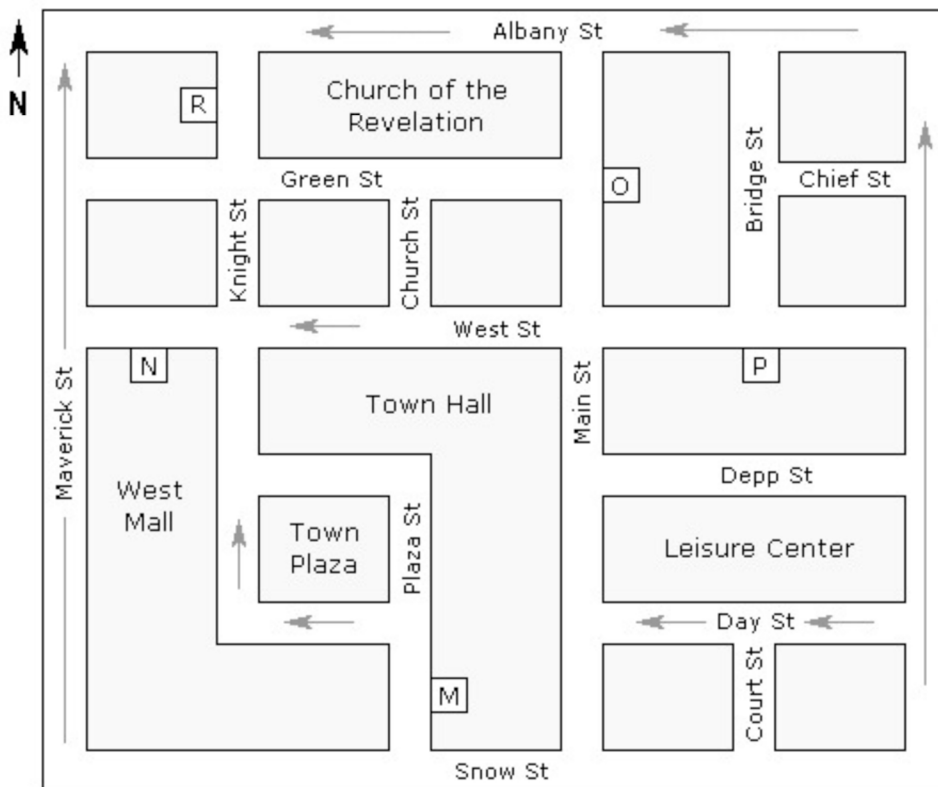 Albany St
N
R
Church of the
Revelation
Bridge St
Green St
O
Chief St
Knight St
Church St
West St
N
P
Maverick St
Town Hall
Main St
West
Mall
Depp St
Town
Plaza
Plaza St
Leisure Center
Day St
M
Court St
Snow St